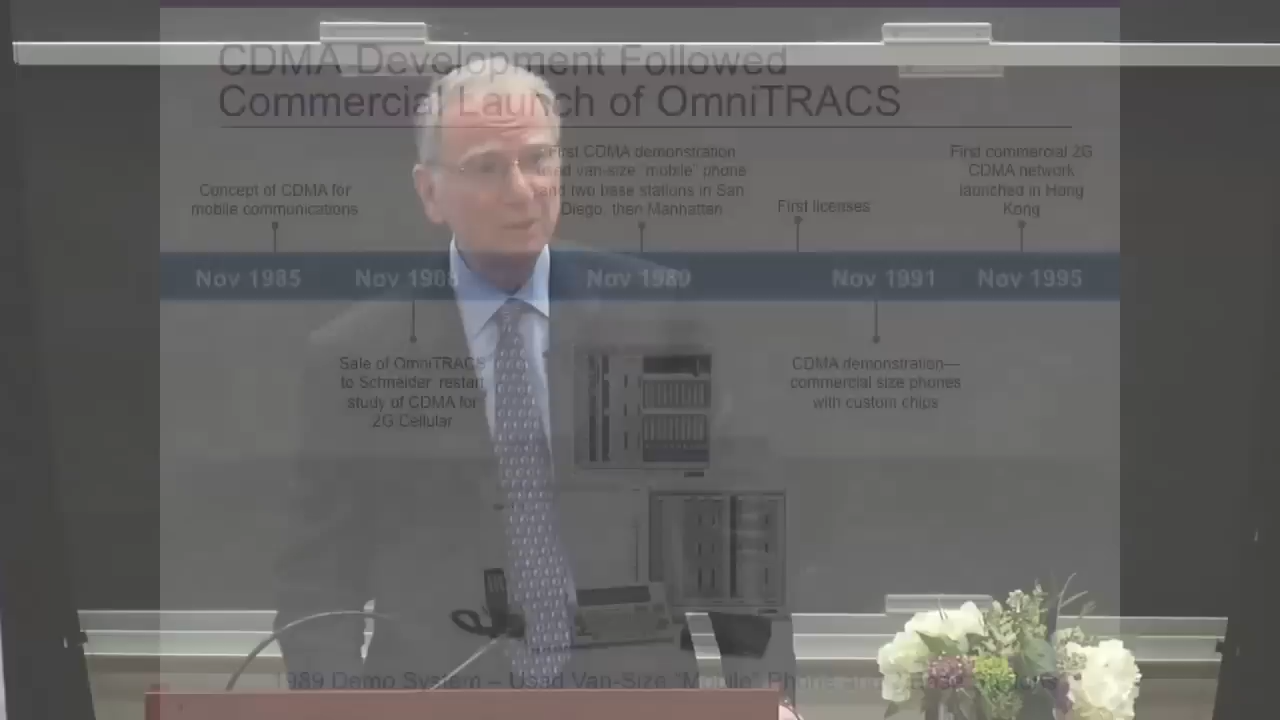 CDMA Development Followed
Commercial Launch of OmniTRACS
Concept of CDMA for
mobile communications
First CDMA demonstration
used van-size "mobile" phone
and two base stations in San
Diego, then Manhattan
First licenses
First commercial 2G
CDMA network
launched in Hong
Kong
Nov 1985
Nov 1988
Nov 1989
Nov 1991
Nov 1995
Sale of OmniTRACS
to Schneider, restart
study of CDMA for
2G Cellular
CDMA demonstration—
commercial size phones
with custom chips
1989 Demo System – Used Van-Size "Mobile" Phone